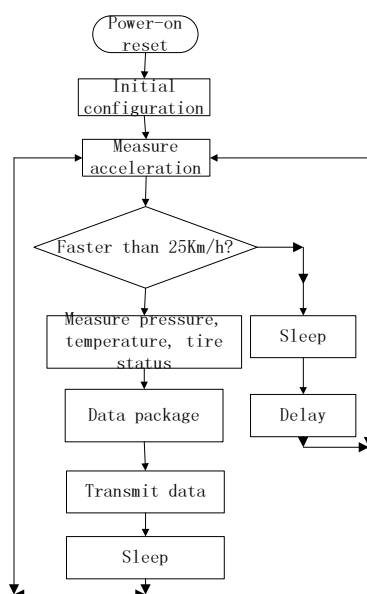 Power-on
reset
Initial
configuration
Measure
acceleration
Faster than 25Km/h?
Measure pressure,
temperature, tire
status
Sleep
Data package
Delay
Transmit data
Sleep